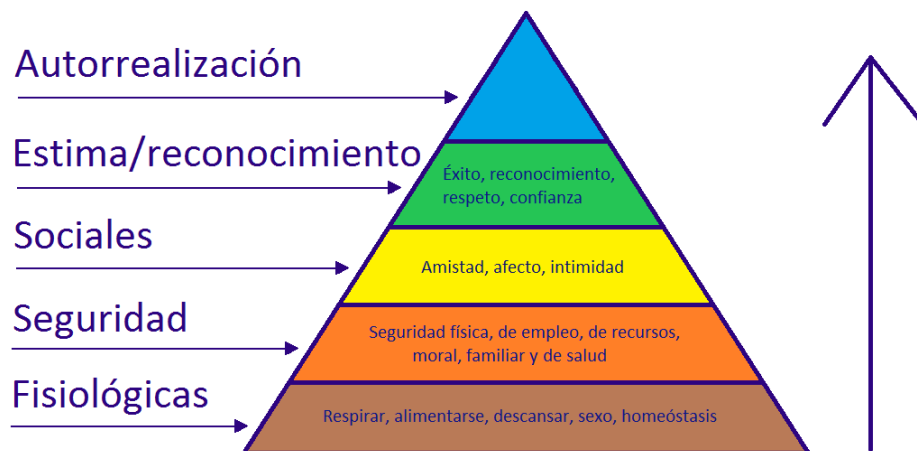 Autorrealización
Estima/reconocimiento
Éxito, reconocimiento,
respeto, confianza
Sociales
Amistad, afecto, intimidad
Seguridad
Seguridad física, de empleo, de recursos,
moral, familiar y de salud
Fisiológicas
Respirar, alimentarse, descansar, sexo, homeóstasis